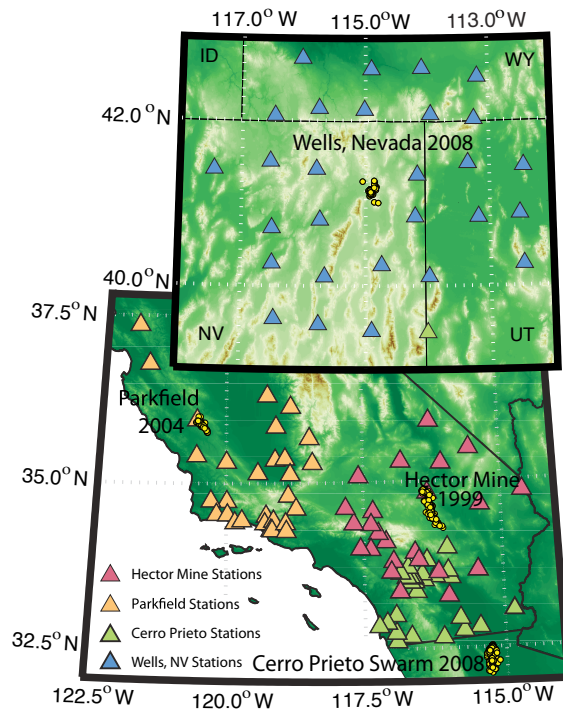 117.0° W 115.0° W 113.0° W
ID WY
42.0° N
Wells, Nevada 2008
40.0° N
37.5° N
NV UT
Parkfield
2004
35.0° N
Hector Mine
1999
Hector Mine Stations
Parkfield Stations
Cerro Prieto Stations
Wells, NV Stations
32.5° N
Cerro Prieto Swarm 2008
122.5° W 120.0° W 117.5° W 115.0° W